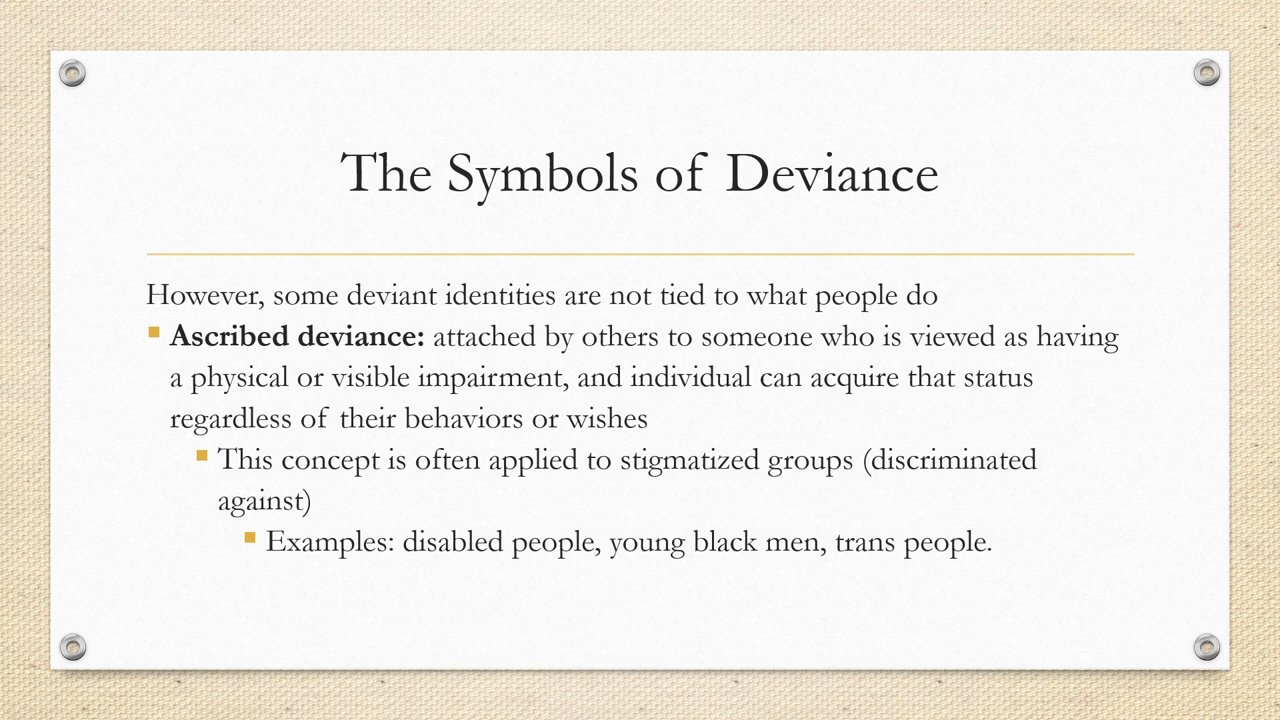 The Symbols of Deviance
However, some deviant identities are not tied to what people do
Ascribed deviance: attached by others to someone who is viewed as having
a physical or visible impairment, and individual can acquire that status
regardless of their behaviors or wishes
This concept is often applied to stigmatized groups (discriminated
against)
Examples: disabled people, young black men, trans people.